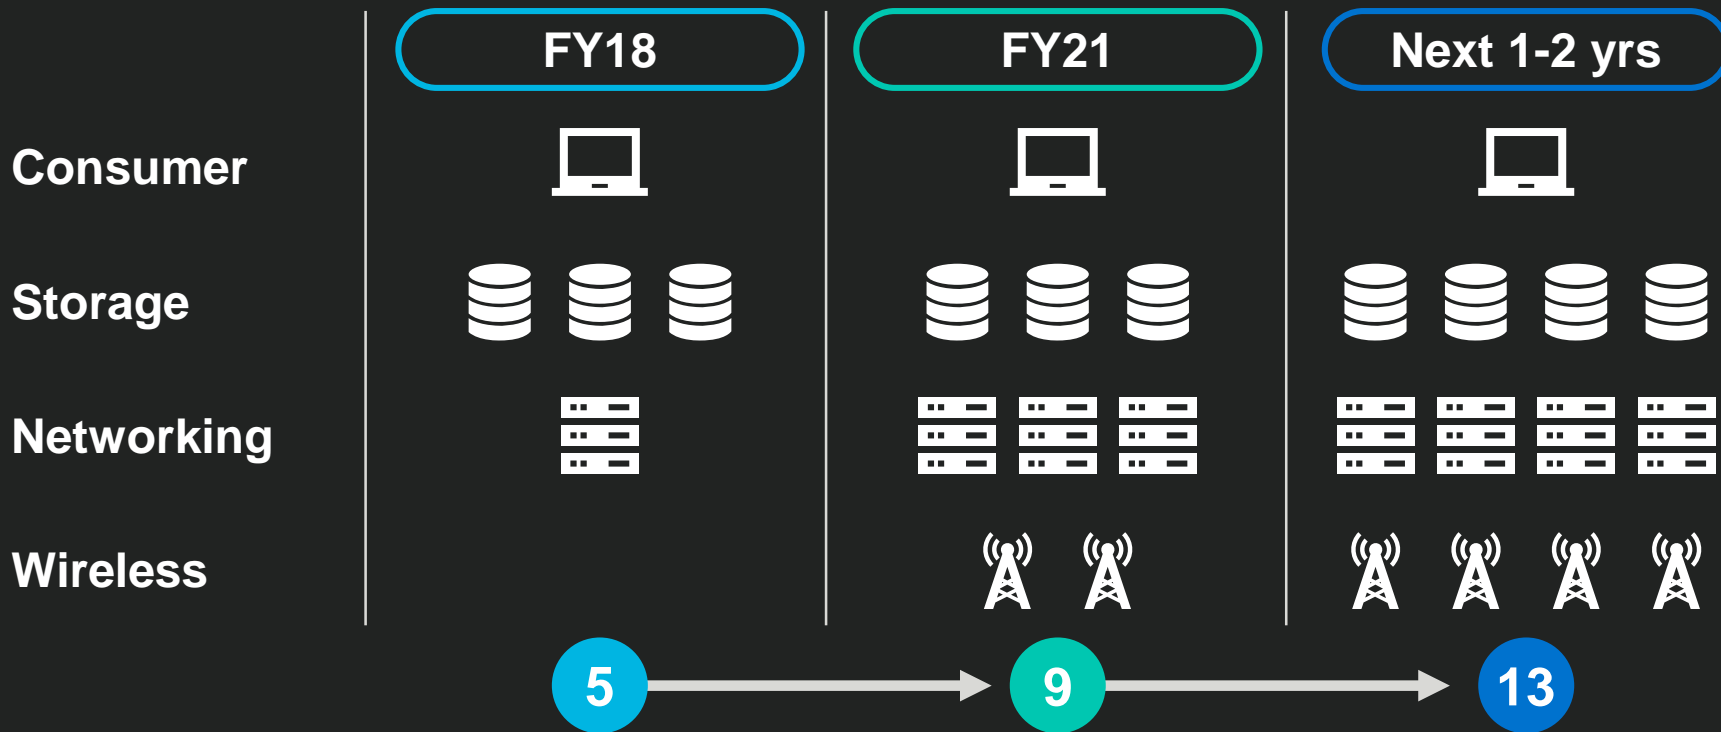 FY18
FY21
Next 1-2 yrs
Consumer
Storage
Networking
Wireless
5
9
13